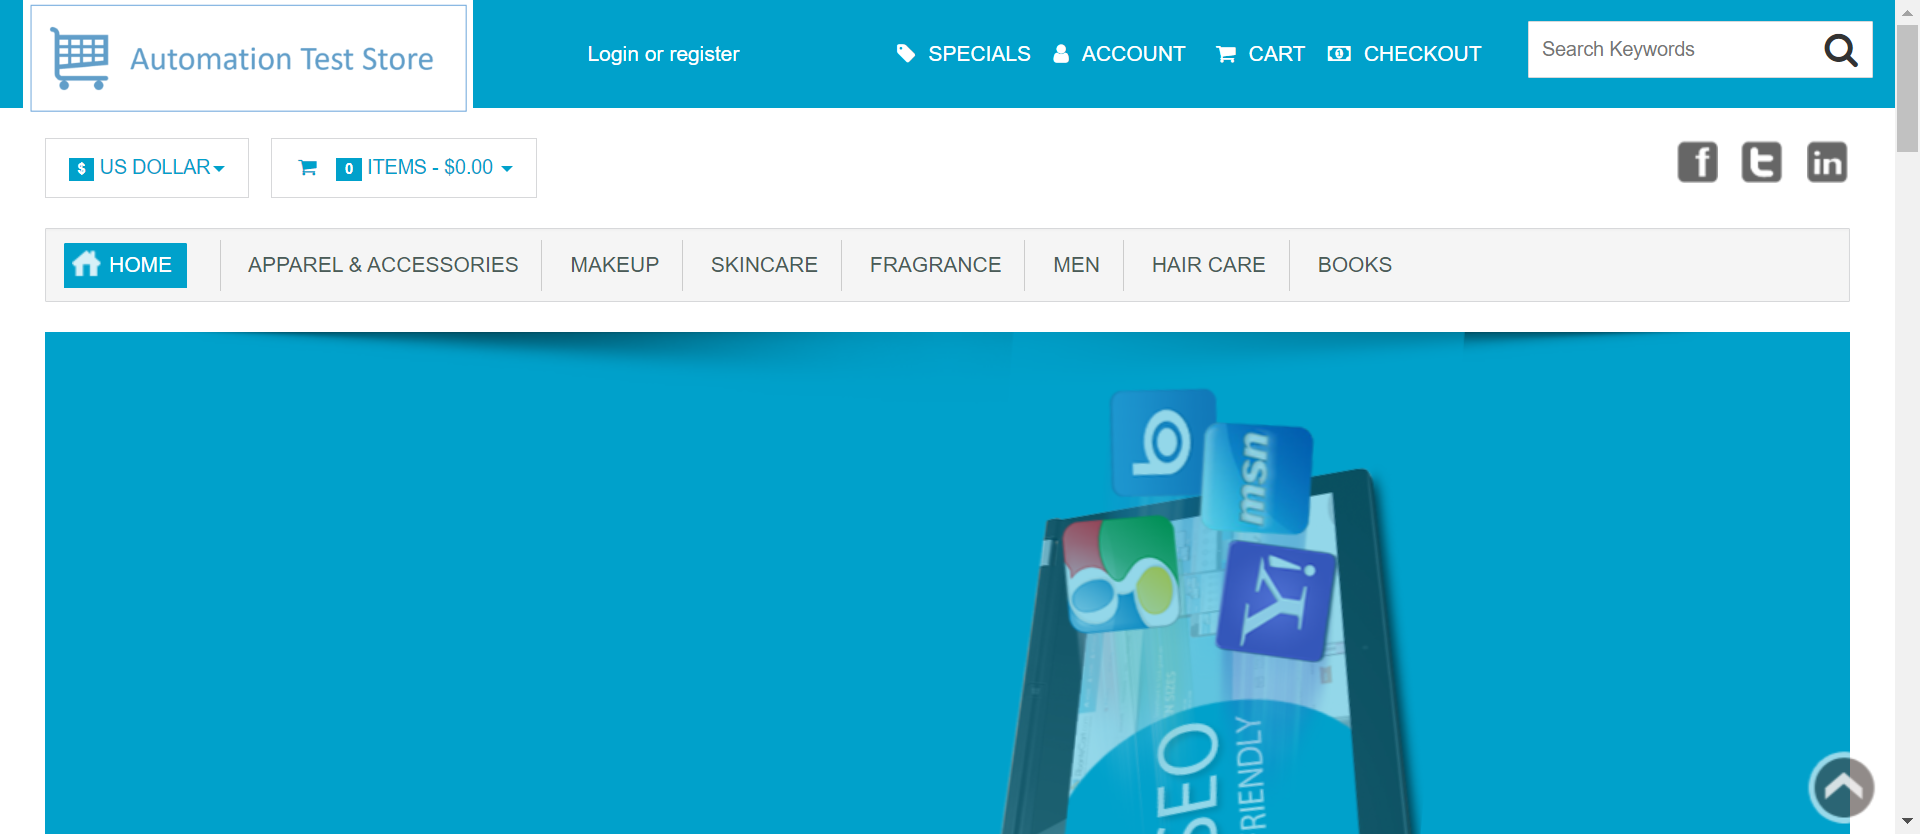 Automation Test Store
Login or register
SPECIALS
ACCOUNT
CART
CHECKOUT
Search Keywords
$ US DOLLAR
0 ITEMS - $0.00
f
t
in
HOME
APPAREL & ACCESSORIES
MAKEUP
SKINCARE
FRAGRANCE
MEN
HAIR CARE
BOOKS
b
msn
g
Y!
SEO
RIENDLY